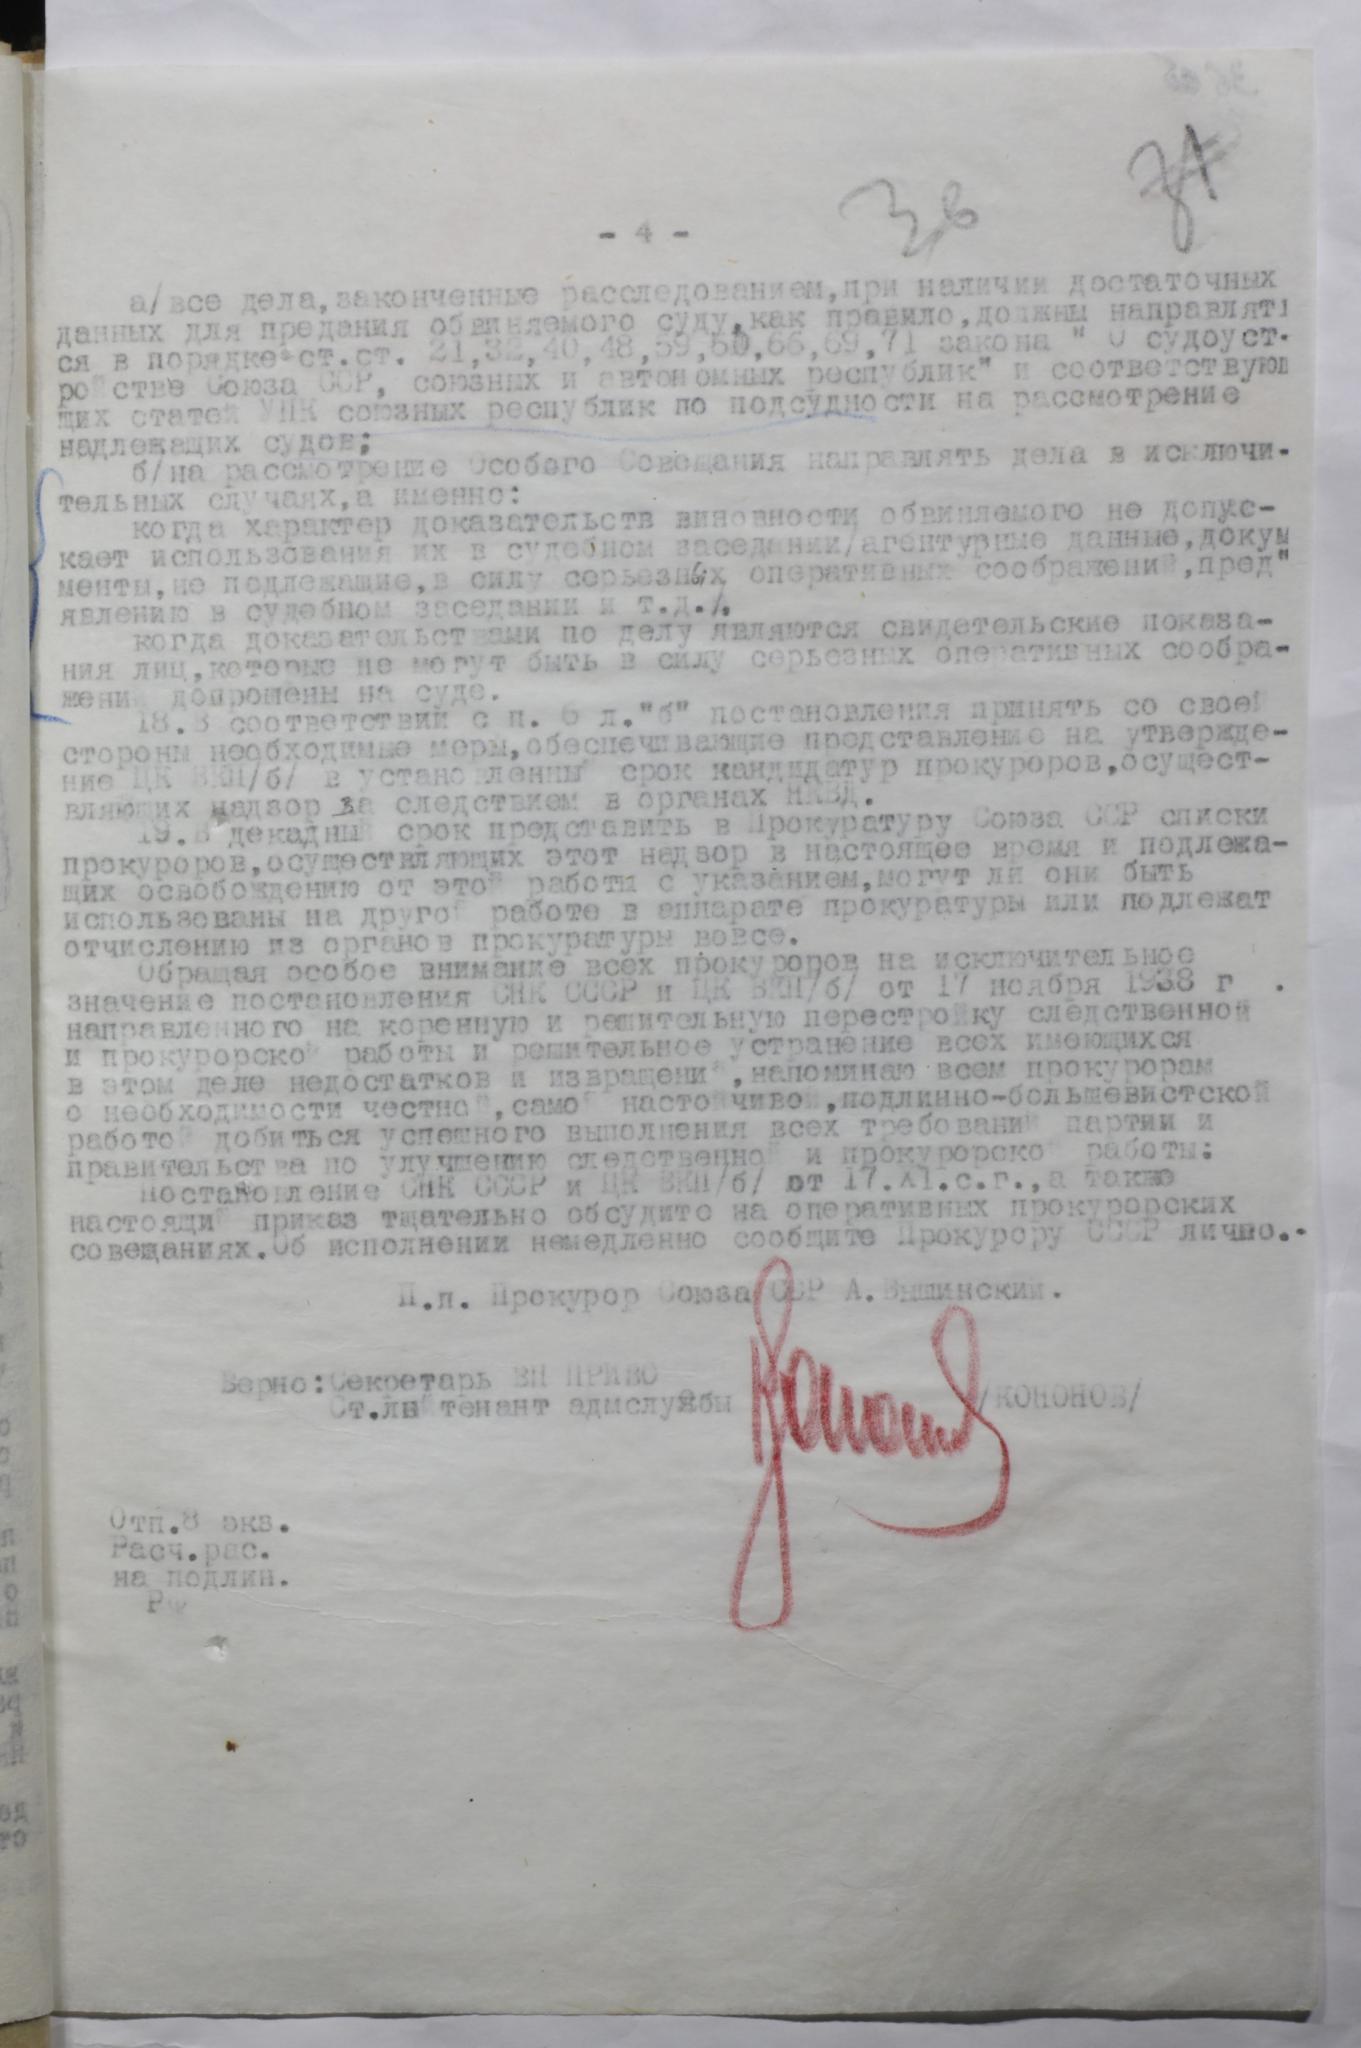 36
- 4 -
а/все дела,законченные расследованием,при наличии достаточных
данных для предания обвиняемого суду,как правило,должны направлять
ся в порядке ст.ст. 21,32,40,48,59,60,66,69,71 закона " О судоуст-
ройстве Союза ССР, союзных и автономных республик" и соответствующ
щих статей УПК союзных республик по подсудности на рассмотрение
надлежащих судов;
б/на рассмотрение Особого Совещания направлять дела в исключи-
тельных случаях,а именно:
когда характер доказательств виновности обвиняемого не допус-
кает использования их в судебном заседании/агентурные данные,докум
менты,не подлежащие,в силу серьезных оперативных соображений,пред"
явлению в судебном заседании и т.д./.
когда доказательствами по делу являются свидетельские показа-
ния лиц,которые не могут быть в силу серьезных оперативных сообра-
жений допрошены на суде.
18.В соответствии с п. 6 л."б" постановления принять со своей
стороны необходимые меры,обеспечивающие представление на утвержде-
ние ЦК ВКП/б/ в установленный срок кандидатур прокуроров,осущест-
вляющих надзор за следствием в органах НКВД.
19.В декадный срок представить в Прокуратуру Союза ССР списки
прокуроров,осуществляющих этот надзор в настоящее время и подлежа-
щих освобождению от этой работы с указанием,могут ли они быть
использованы на другой работе в аппарате прокуратуры или подлежат
отчислению из органов прокуратуры вовсе.
Обращая особое внимание всех прокуроров на исключительное
значение постановления СНК СССР и ЦК ВКП/б/ от 17 ноября 1938 г .
направленного на коренную и решительную перестройку следственной
и прокурорской работы и решительное устранение всех имеющихся
в этом деле недостатков и извращений,напоминаю всем прокурорам
о необходимости честной,самой настойчивой,подлинно-большевистской
работой добиться успешного выполнения всех требований партии и
правительства по улучшению следственной и прокурорской работы:
Постановление СНК СССР и ЦК ВКП/б/ от 17.XI.с.г.,а также
настоящий приказ тщательно обсудите на оперативных прокурорских
совещаниях.Об исполнении немедленно сообщите Прокурору СССР лично.-
П.п. Прокурор Союза ССР А.Вышинский.
Верно:Секретарь ВП ПРИВО
Ст.лейтенант адмслужбы /КОНОНОВ/
Кононов
Отп.8 экз.
Расч.рас.
на подлин.
РФ